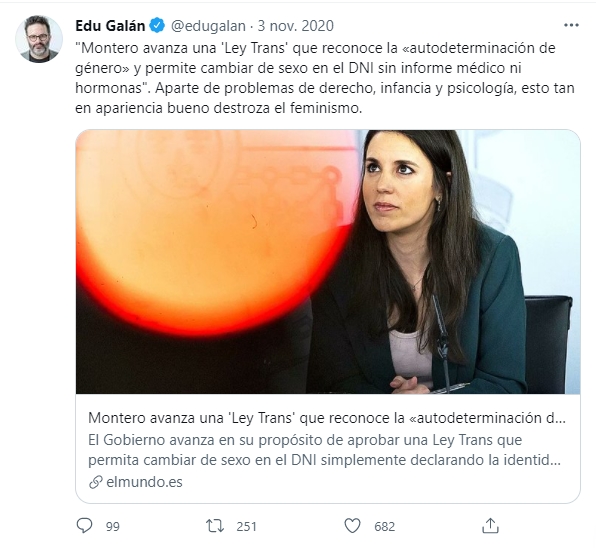 Edu Galán @edugalan · 3 nov. 2020
"Montero avanza una 'Ley Trans' que reconoce la «autodeterminación de
género» y permite cambiar de sexo en el DNI sin informe médico ni
hormonas". Aparte de problemas de derecho, infancia y psicología, esto tan
en apariencia bueno destroza el feminismo.
Montero avanza una 'Ley Trans' que reconoce la «autodeterminación d...
El Gobierno avanza en su propósito de aprobar una Ley Trans que
permita cambiar de sexo en el DNI simplemente declarando la identid...
elmundo.es
99 251 682